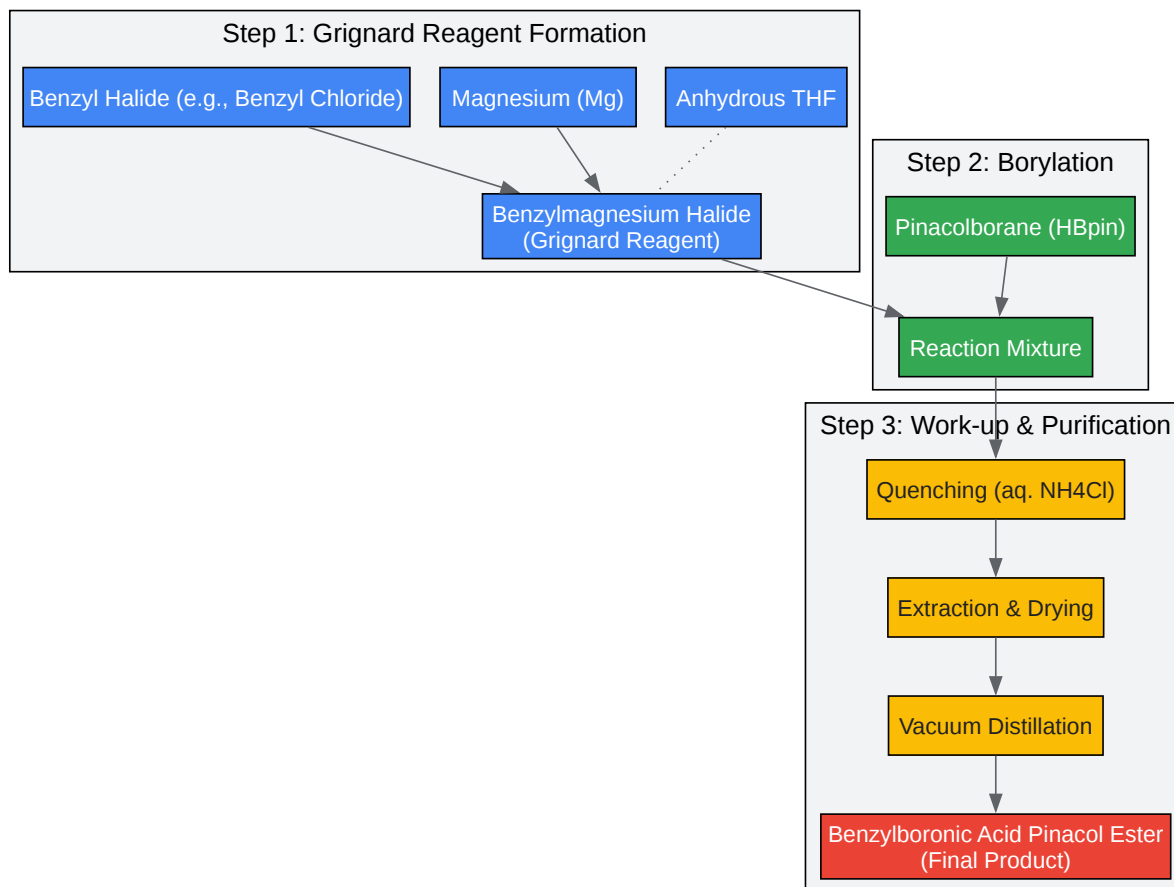 Step 1: Grignard Reagent Formation
Benzyl Halide (e.g., Benzyl Chloride)
Magnesium (Mg)
Anhydrous THF
Benzylmagnesium Halide
(Grignard Reagent)
Step 2: Borylation
Pinacolborane (HBpin)
Reaction Mixture
Step 3: Work-up & Purification
Quenching (aq. NH4Cl)
Extraction & Drying
Vacuum Distillation
Benzylboronic Acid Pinacol Ester
(Final Product)